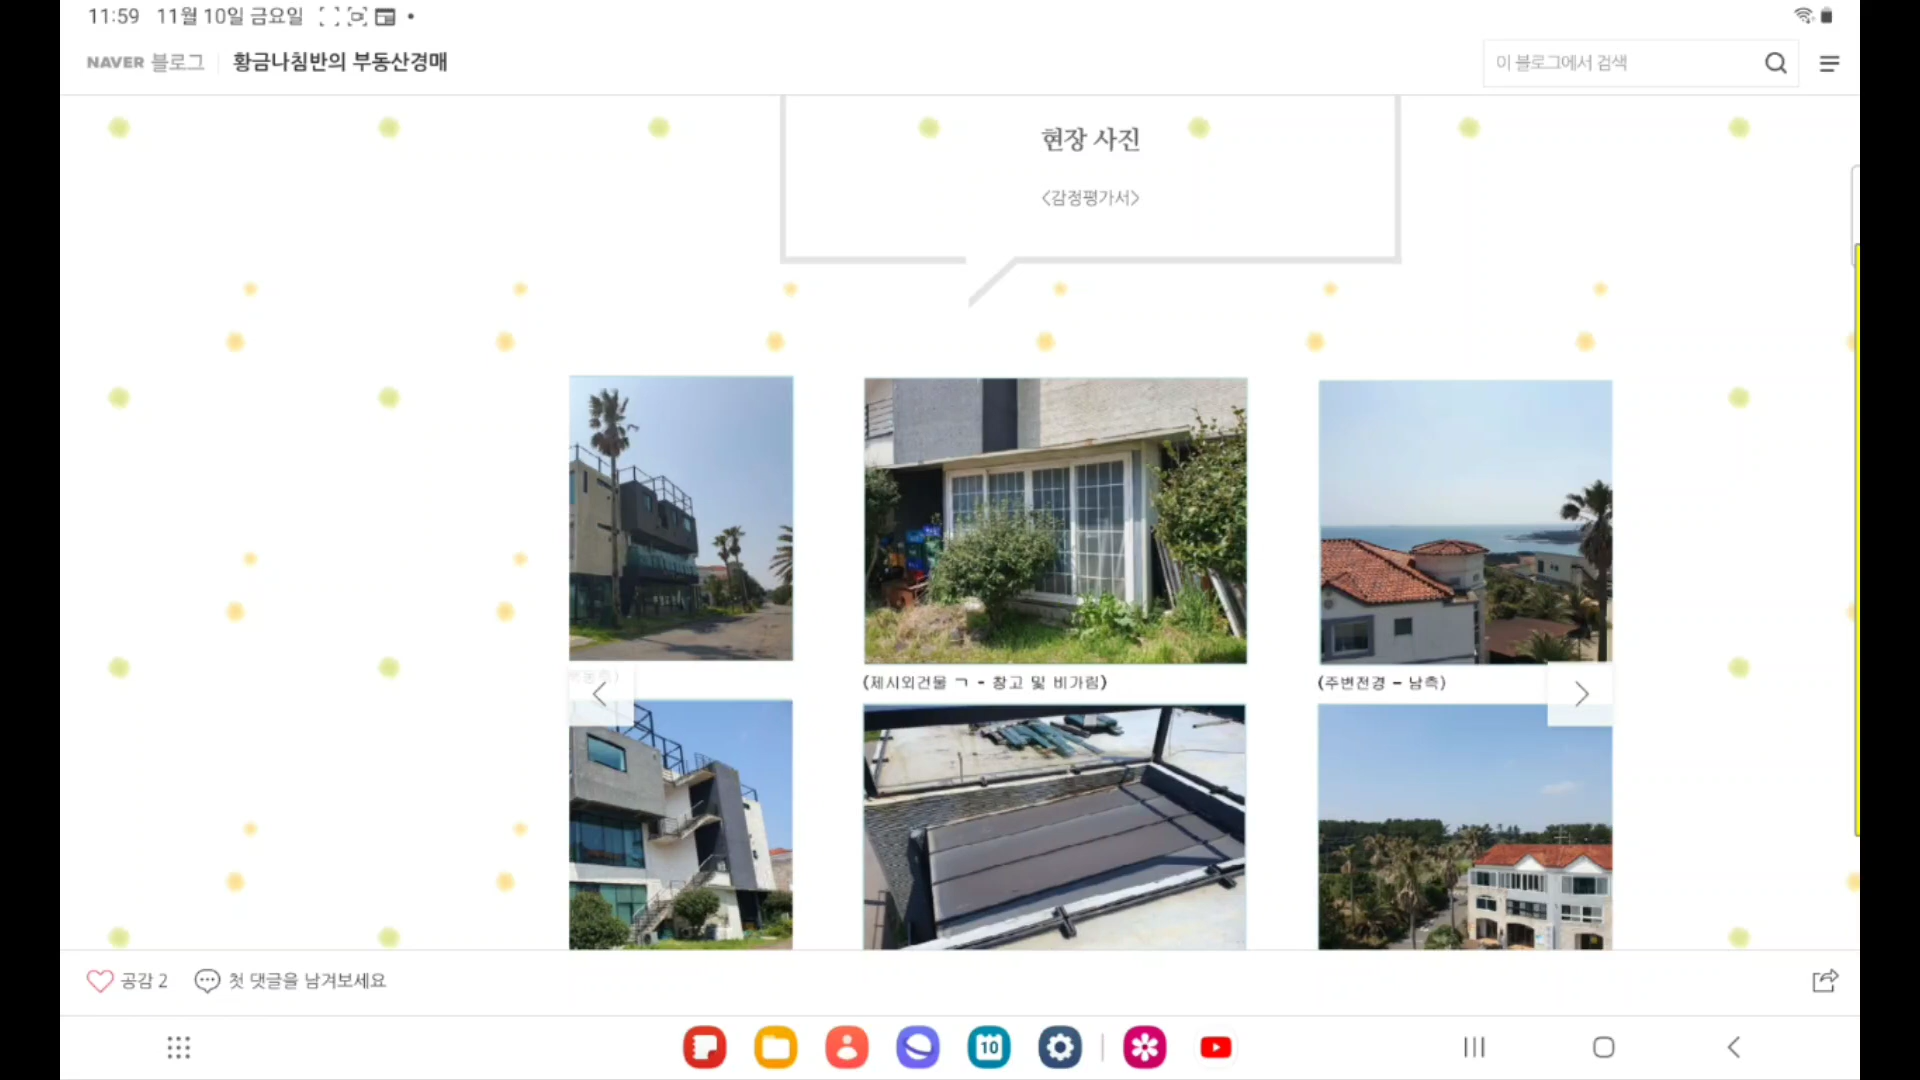 11:59 11월 10일 금요일
NAVER 블로그 황금나침반의 부동산경매
이 블로그에서 검색
현장 사진
<감정평가서>
(제시외건물 ㄱ - 창고 및 비가림)
(주변전경 - 남측)
공감 2 첫 댓글을 남겨보세요
10